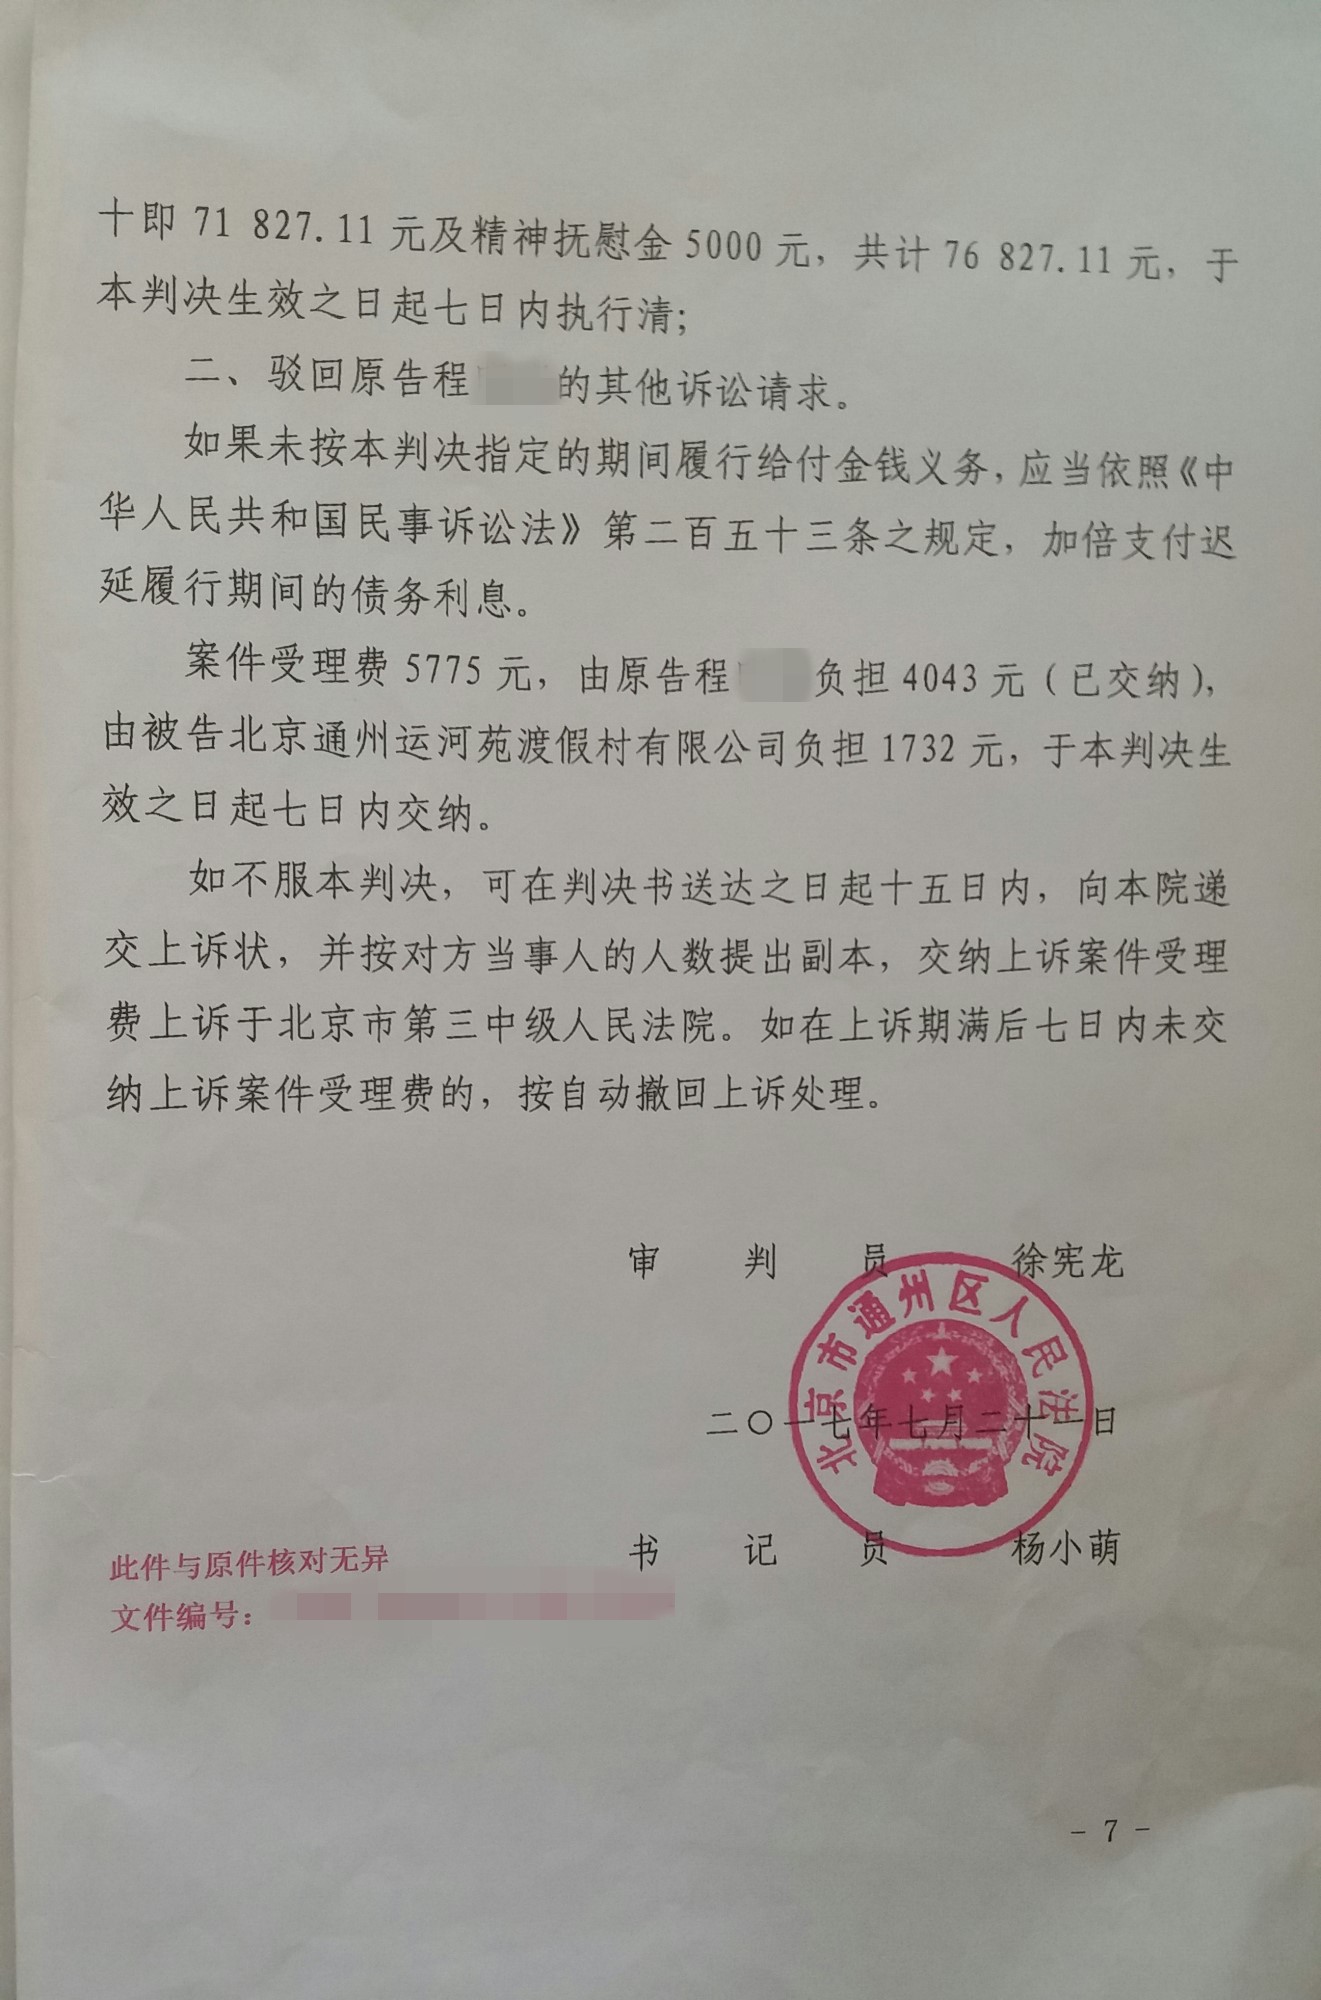 十即 71 827.11 元及精神抚慰金 5000 元，共计 76 827.11 元，于
本判决生效之日起七日内执行清；
二、驳回原告程 的其他诉讼请求。
如果未按本判决指定的期间履行给付金钱义务，应当依照《中
华人民共和国民事诉讼法》第二百五十三条之规定，加倍支付迟
延履行期间的债务利息。
案件受理费 5775 元，由原告程 负担 4043 元（已交纳），
由被告北京通州运河苑渡假村有限公司负担 1732 元，于本判决生
效之日起七日内交纳。
如不服本判决，可在判决书送达之日起十五日内，向本院递
交上诉状，并按对方当事人的人数提出副本，交纳上诉案件受理
费上诉于北京市第三中级人民法院。如在上诉期满后七日内未交
纳上诉案件受理费的，按自动撤回上诉处理。
审 判 员 徐宪龙
北京市通州区人民法院
二〇一七年七月二十一日
书 记 员 杨小萌
此件与原件核对无异
文件编号：
- 7 -